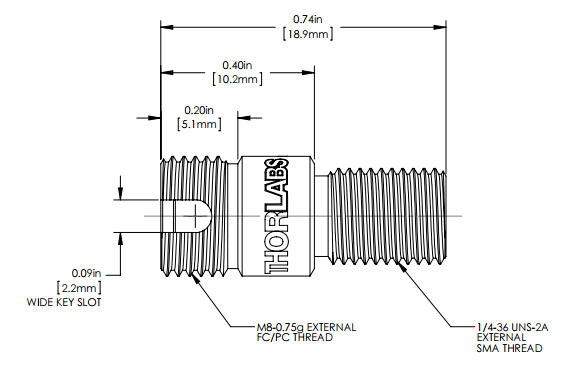 0.74in
[18.9mm]
0.40in
[10.2mm]
0.20in
[5.1mm]
THORLABS
0.09in
[2.2mm]
WIDE KEY SLOT
M8-0.75g EXTERNAL
FC/PC THREAD
1/4-36 UNS-2A
EXTERNAL
SMA THREAD